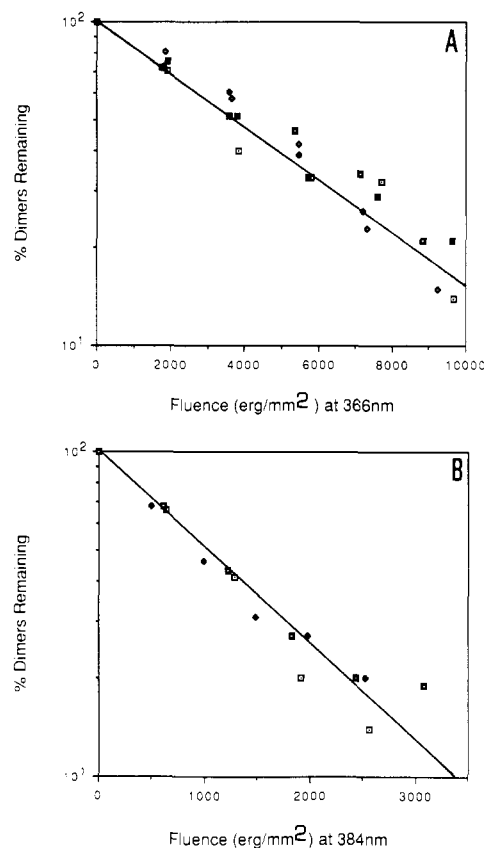 A
10²
% Dimers Remaining
10¹
0 2000 4000 6000 8000 10000
Fluence (erg/mm²) at 366nm
B
10²
% Dimers Remaining
10¹
0 1000 2000 3000
Fluence (erg/mm²) at 384nm